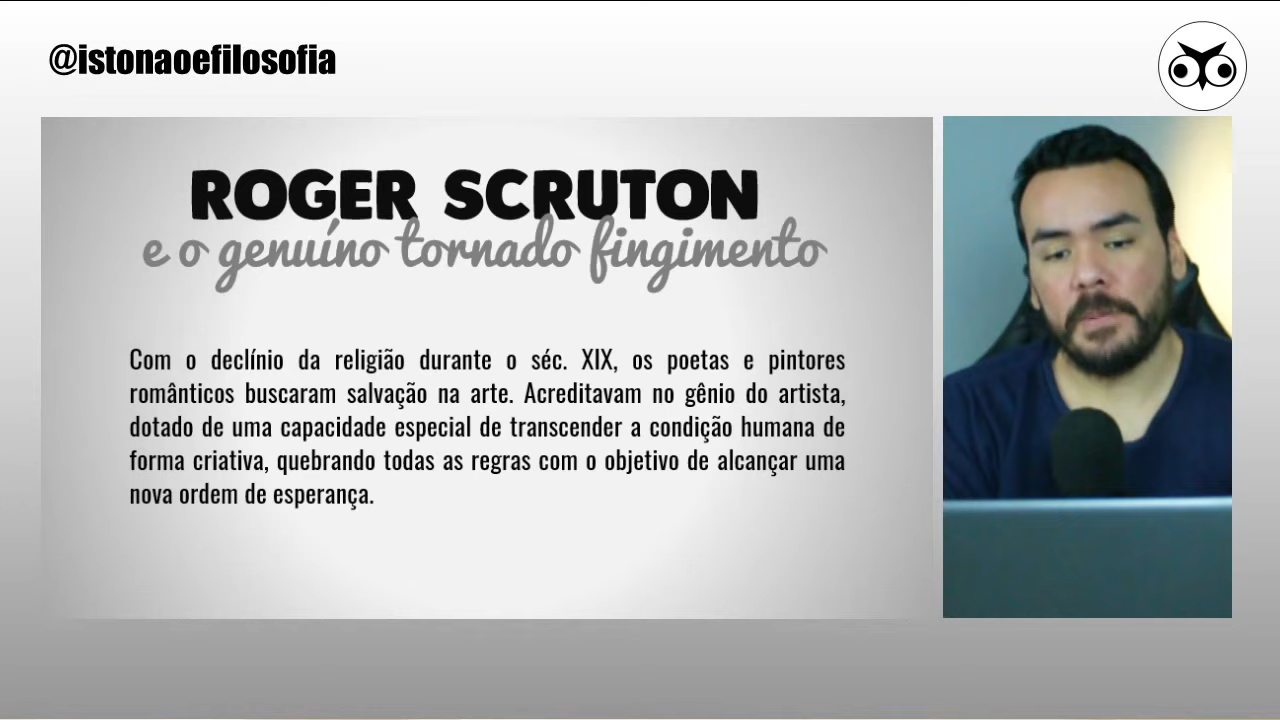 @istonaoefilosofia
ROGER SCRUTON
e o genuíno tornado fingimento
Com o declínio da religião durante o séc. XIX, os poetas e pintores
românticos buscaram salvação na arte. Acreditavam no gênio do artista,
dotado de uma capacidade especial de transcender a condição humana de
forma criativa, quebrando todas as regras com o objetivo de alcançar uma
nova ordem de esperança.